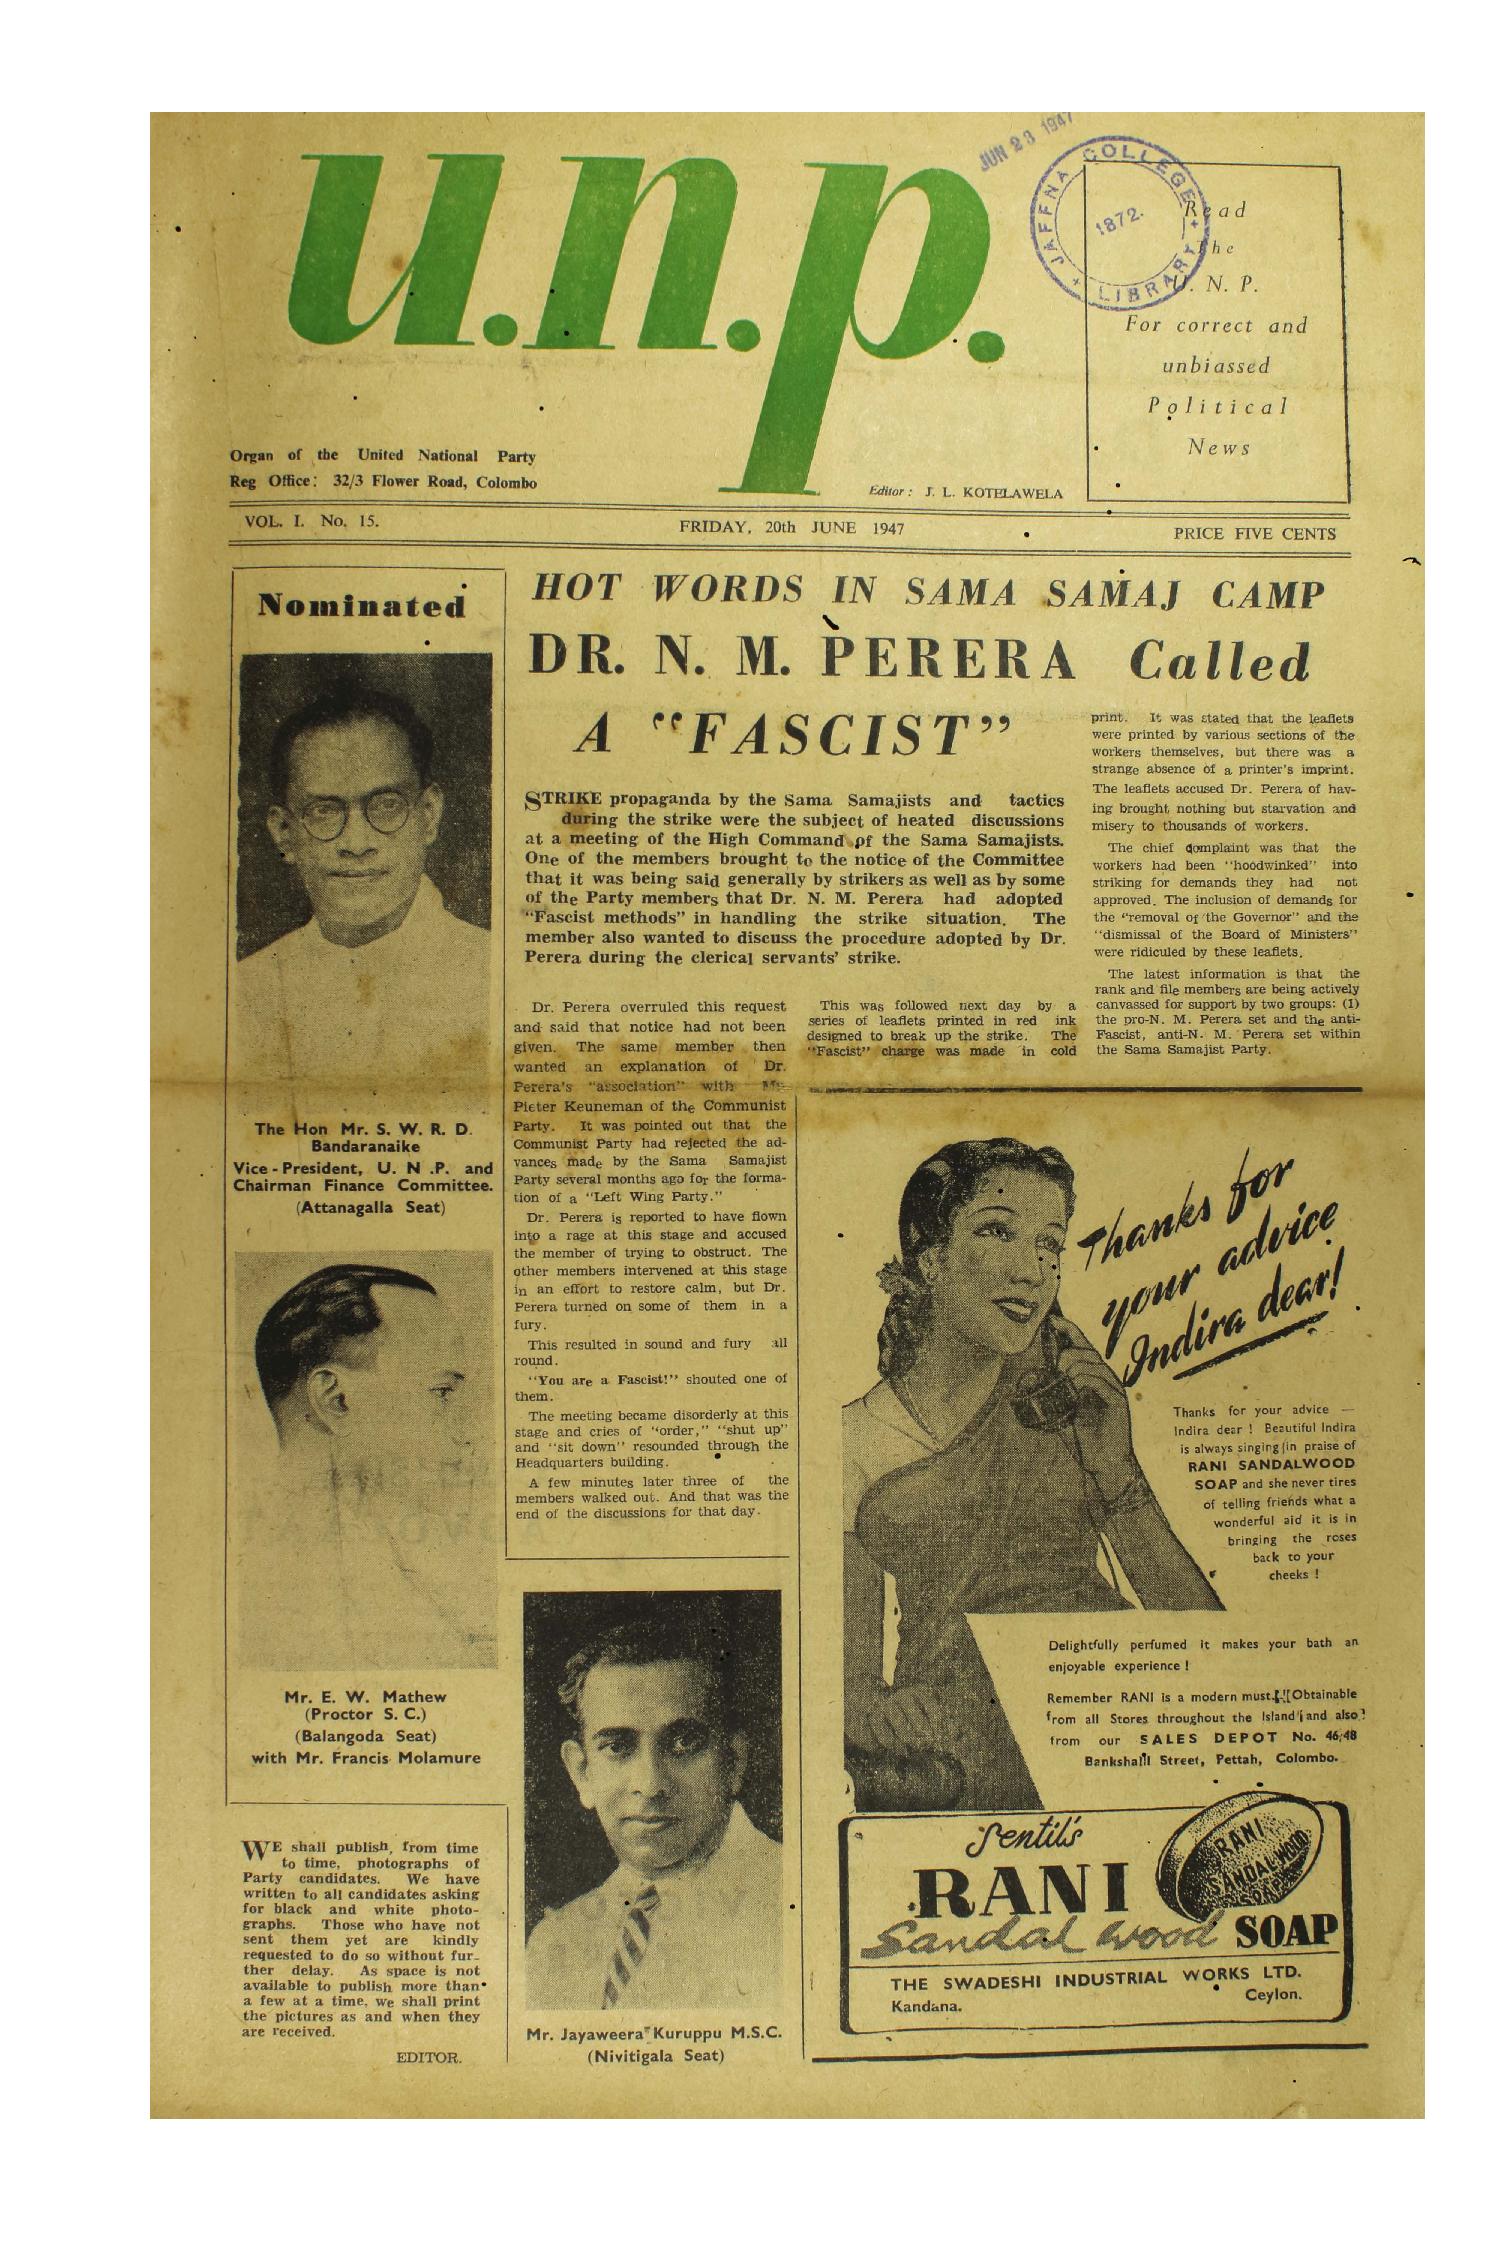 u.n.p.
JUN 23 1947
JAFFNA COLLEGE
1872.
LIBRARY
Read
The
U. N. P.
For correct and
unbiassed
Political
News
Organ of the United National Party
Reg Office: 32/3 Flower Road, Colombo
Editor: J. L. KOTELAWELA
VOL. I. No. 15.
FRIDAY, 20th JUNE 1947
PRICE FIVE CENTS
Nominated
The Hon Mr. S. W. R. D.
Bandaranaike
Vice-President, U. N .P. and
Chairman Finance Committee.
(Attanagalla Seat)
Mr. E. W. Mathew
(Proctor S. C.)
(Balangoda Seat)
with Mr. Francis Molamure
WE shall publish, from time
to time, photographs of
Party candidates. We have
written to all candidates asking
for black and white photo-
graphs. Those who have not
sent them yet are kindly
requested to do so without fur-
ther delay. As space is not
available to publish more than
a few at a time, we shall print
the pictures as and when they
are received.
EDITOR.
HOT WORDS IN SAMA SAMAJ CAMP
DR. N. M. PERERA Called
A "FASCIST"
STRIKE propaganda by the Sama Samajists and tactics
during the strike were the subject of heated discussions
at a meeting of the High Command of the Sama Samajists.
One of the members brought to the notice of the Committee
that it was being said generally by strikers as well as by some
of the Party members that Dr. N. M. Perera had adopted
"Fascist methods" in handling the strike situation. The
member also wanted to discuss the procedure adopted by Dr.
Perera during the clerical servants' strike.
Dr. Perera overruled this request
and said that notice had not been
given. The same member then
wanted an explanation of Dr.
Perera's "association" with Mr.
Pieter Keuneman of the Communist
Party. It was pointed out that the
Communist Party had rejected the ad-
vances made by the Sama Samajist
Party several months ago for the forma-
tion of a "Left Wing Party."
Dr. Perera is reported to have flown
into a rage at this stage and accused
the member of trying to obstruct. The
other members intervened at this stage
in an effort to restore calm, but Dr.
Perera turned on some of them in a
fury.
This resulted in sound and fury all
round.
"You are a Fascist!" shouted one of
them.
The meeting became disorderly at this
stage and cries of "order," "shut up"
and "sit down" resounded through the
Headquarters building.
A few minutes later three of the
members walked out. And that was the
end of the discussions for that day.
This was followed next day by a
series of leaflets printed in red ink
designed to break up the strike. The
"Fascist" charge was made in cold
print. It was stated that the leaflets
were printed by various sections of the
workers themselves, but there was a
strange absence of a printer's imprint.
The leaflets accused Dr. Perera of hav-
ing brought nothing but starvation and
misery to thousands of workers.
The chief complaint was that the
workers had been "hoodwinked" into
striking for demands they had not
approved. The inclusion of demands for
the "removal of the Governor" and the
"dismissal of the Board of Ministers"
were ridiculed by these leaflets.
The latest information is that the
rank and file members are being actively
canvassed for support by two groups: (1)
the pro-N. M. Perera set and the anti-
Fascist, anti-N. M. Perera set within
the Sama Samajist Party.
Mr. Jayaweera Kuruppu M.S.C.
(Nivitigala Seat)
Thanks for
your advice
Indira dear!
Thanks for your advice —
Indira dear ! Beautiful Indira
is always singing in praise of
RANI SANDALWOOD
SOAP and she never tires
of telling friends what a
wonderful aid it is in
bringing the roses
back to your
cheeks !
Delightfully perfumed it makes your bath an
enjoyable experience !
Remember RANI is a modern must. Obtainable
from all Stores throughout the Island and also
from our SALES DEPOT No. 46/48
Bankshall Street, Pettah, Colombo.
RANI
SANDALWOOD
SOAP
Sentil's
RANI
Sandal wood SOAP
THE SWADESHI INDUSTRIAL WORKS LTD.
Kandana. Ceylon.